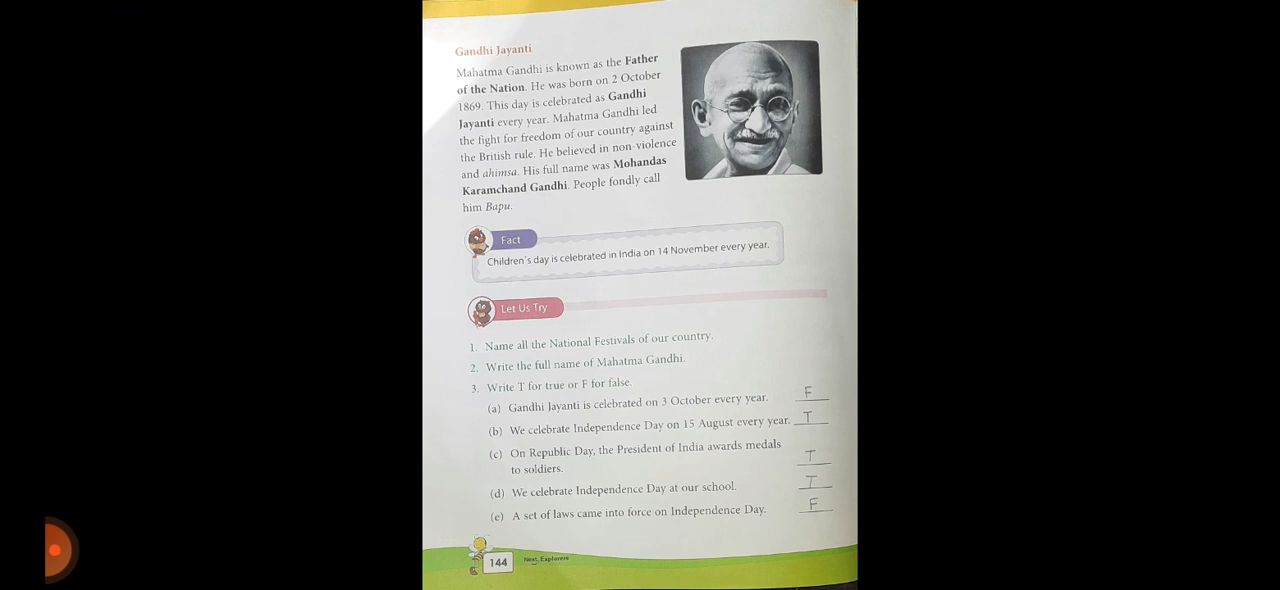 Gandhi Jayanti
Mahatma Gandhi is known as the Father
of the Nation. He was born on 2 October
1869. This day is celebrated as Gandhi
Jayanti every year. Mahatma Gandhi led
the fight for freedom of our country against
the British rule. He believed in non-violence
and ahimsa. His full name was Mohandas
Karamchand Gandhi. People fondly call
him Bapu.
Fact
Children's day is celebrated in India on 14 November every year.
Let Us Try
1. Name all the National Festivals of our country.
2. Write the full name of Mahatma Gandhi.
3. Write T for true or F for false.
(a) Gandhi Jayanti is celebrated on 3 October every year. F
(b) We celebrate Independence Day on 15 August every year. T
(c) On Republic Day, the President of India awards medals
to soldiers. T
(d) We celebrate Independence Day at our school. T
(e) A set of laws came into force on Independence Day. F
144 Next, Explorers